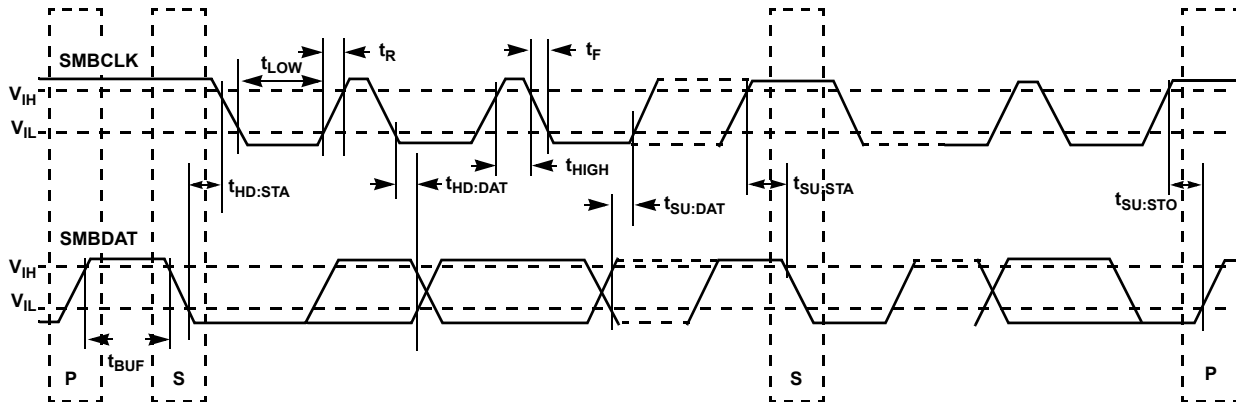 SMBCLK
tLOW
tR
tF
VIH
VIL
tHD:STA
tHD:DAT
tHIGH
tSU:DAT
tSU:STA
tSU:STO
SMBDAT
VIH
VIL
tBUF
P
S
S
P